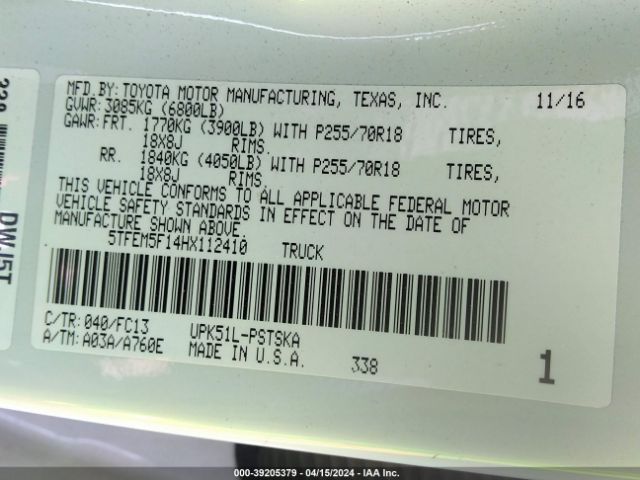 MFD.BY:TOYOTA MOTOR MANUFACTURING, TEXAS, INC. 11/16
GVWR:3085KG (6800LB)
GAWR:FRT. 1770KG (3900LB) WITH P255/70R18 TIRES,
18X8J RIMS.
RR. 1840KG (4050LB) WITH P255/70R18 TIRES,
18X8J RIMS.
THIS VEHICLE CONFORMS TO ALL APPLICABLE FEDERAL MOTOR
VEHICLE SAFETY STANDARDS IN EFFECT ON THE DATE OF
MANUFACTURE SHOWN ABOVE.
5TFEM5F14HX112410 TRUCK
C/TR:040/FC13 UPK51L-PSTSKA
A/TM:A03A/A760E MADE IN U.S.A. 338 1
DWJ5T
000-39205379 - 04/15/2024 - IAA Inc.